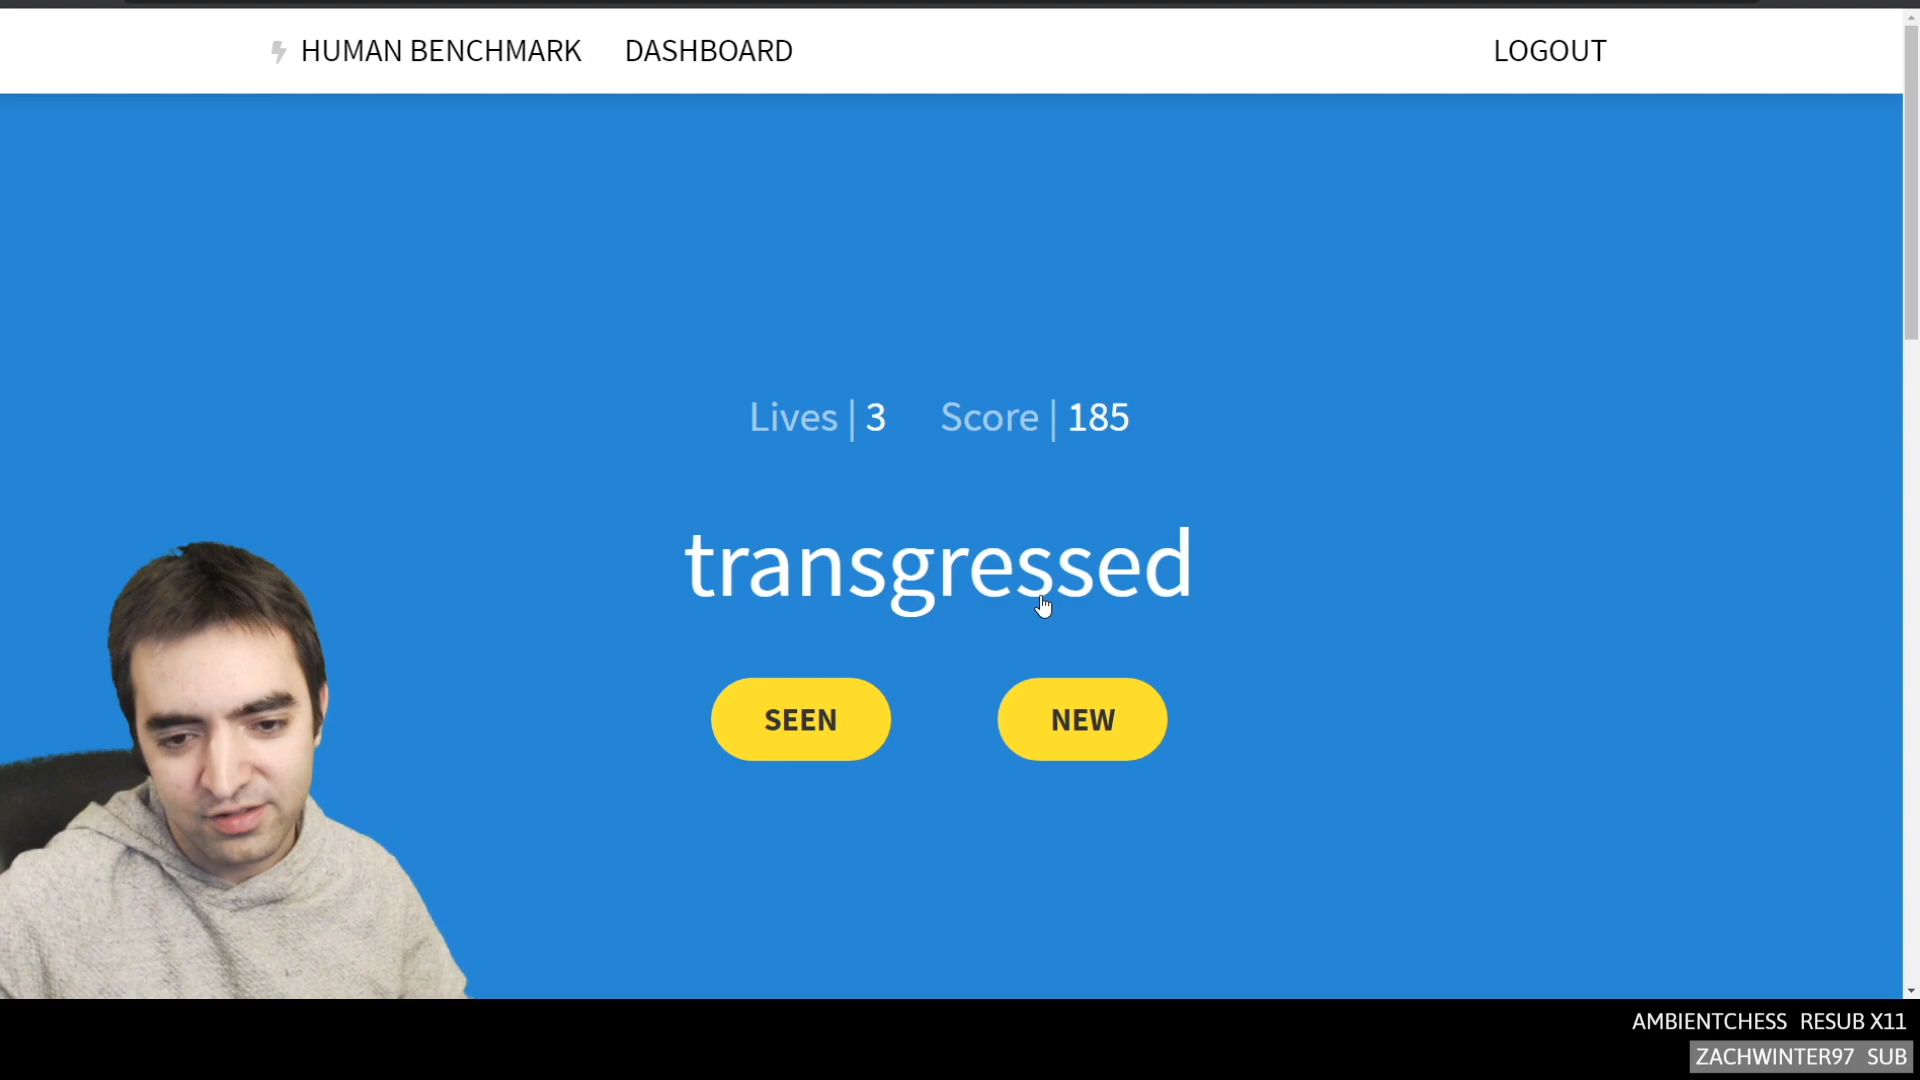 HUMAN BENCHMARK DASHBOARD LOGOUT
Lives | 3 Score | 185
transgressed
SEEN NEW
AMBIENTCHESS RESUB X11
ZACHWINTER97 SUB